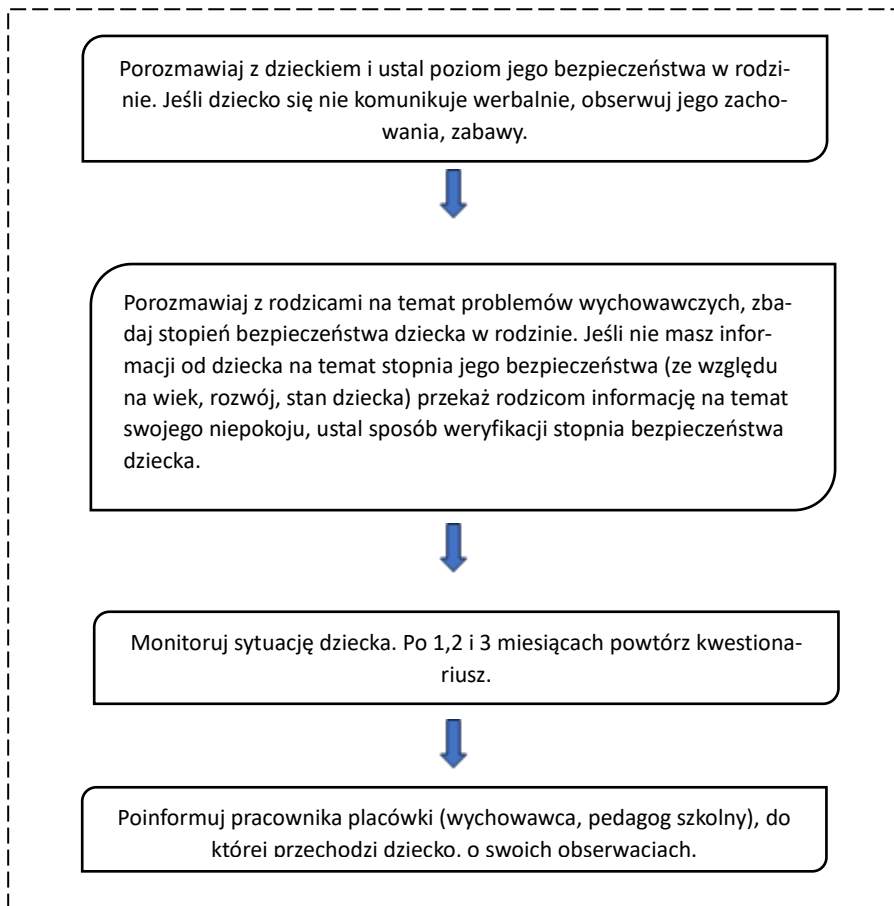 Porozmawiaj z dzieckiem i ustal poziom jego bezpieczeństwa w rodzi-
nie. Jeśli dziecko się nie komunikuje werbalnie, obserwuj jego zacho-
wania, zabawy.
Porozmawiaj z rodzicami na temat problemów wychowawczych, zba-
daj stopień bezpieczeństwa dziecka w rodzinie. Jeśli nie masz infor-
macji od dziecka na temat stopnia jego bezpieczeństwa (ze względu
na wiek, rozwój, stan dziecka) przekaż rodzicom informację na temat
swojego niepokoju, ustal sposób weryfikacji stopnia bezpieczeństwa
dziecka.
Monitoruj sytuację dziecka. Po 1,2 i 3 miesiącach powtórz kwestiona-
riusz.
Poinformuj pracownika placówki (wychowawca, pedagog szkolny), do
której przechodzi dziecko, o swoich obserwacjach.